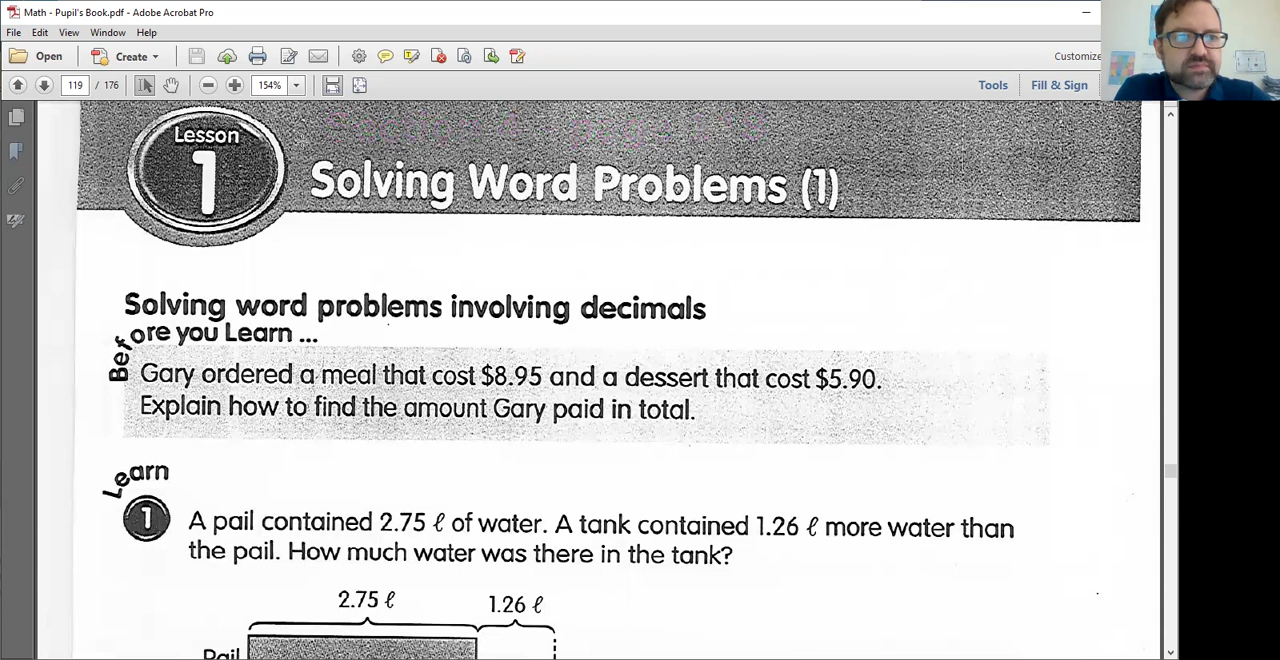 Math - Pupil's Book.pdf - Adobe Acrobat Pro
File Edit View Window Help
Open Create Customize
119 / 176 154% Tools Fill & Sign
Lesson
1
Solving Word Problems (1)
Solving word problems involving decimals
Before you Learn ...
Gary ordered a meal that cost $8.95 and a dessert that cost $5.90.
Explain how to find the amount Gary paid in total.
Learn
1 A pail contained 2.75 ℓ of water. A tank contained 1.26 ℓ more water than
the pail. How much water was there in the tank?
2.75 ℓ 1.26 ℓ
Pail